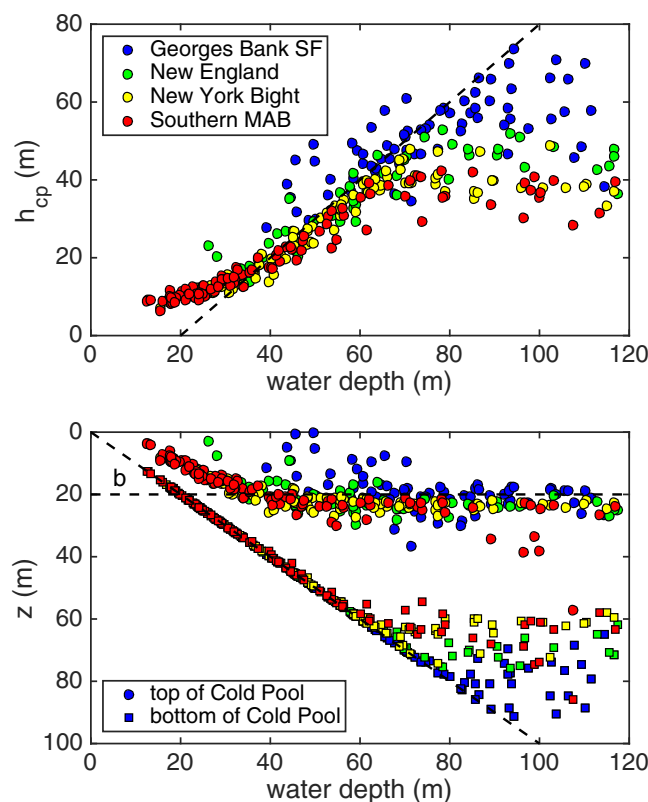 80
60
40
20
0
h_cp (m)
Georges Bank SF
New England
New York Bight
Southern MAB
0 20 40 60 80 100 120
water depth (m)
0
20
40
60
80
100
z (m)
b
top of Cold Pool
bottom of Cold Pool
0 20 40 60 80 100 120
water depth (m)